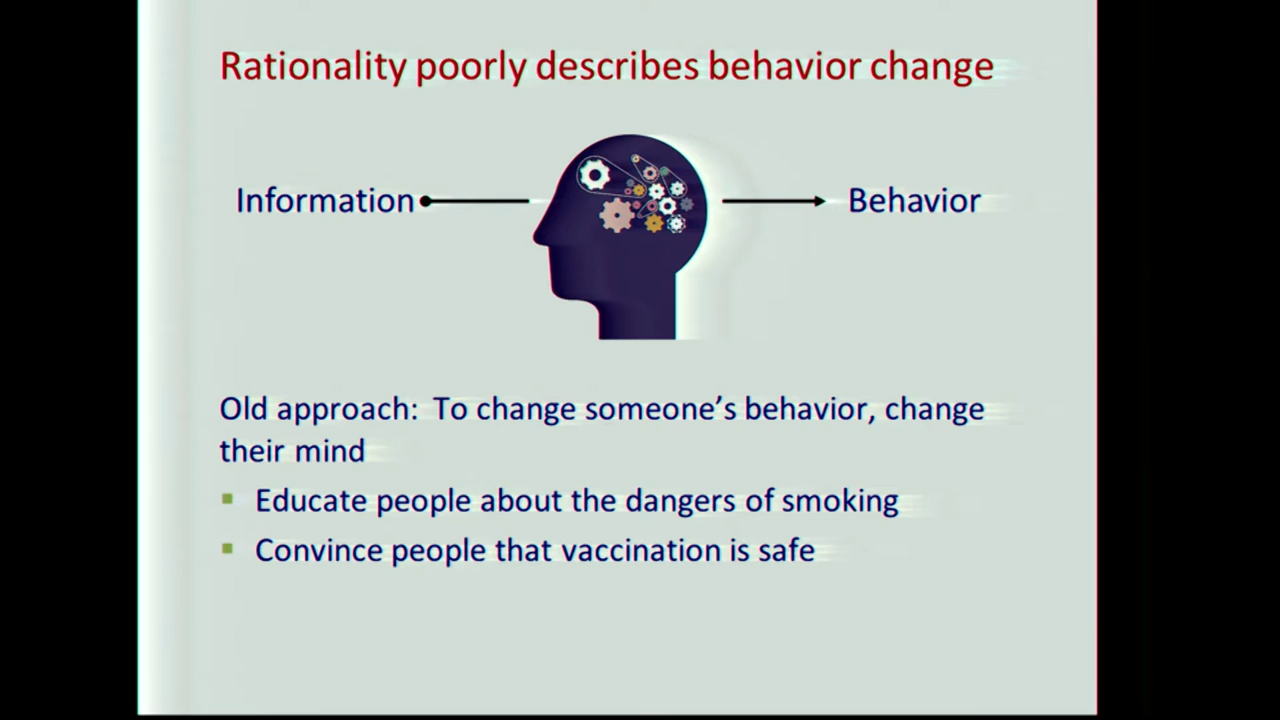 Rationality poorly describes behavior change
Information
Behavior
Old approach:  To change someone’s behavior, change
their mind
▪ Educate people about the dangers of smoking
▪ Convince people that vaccination is safe